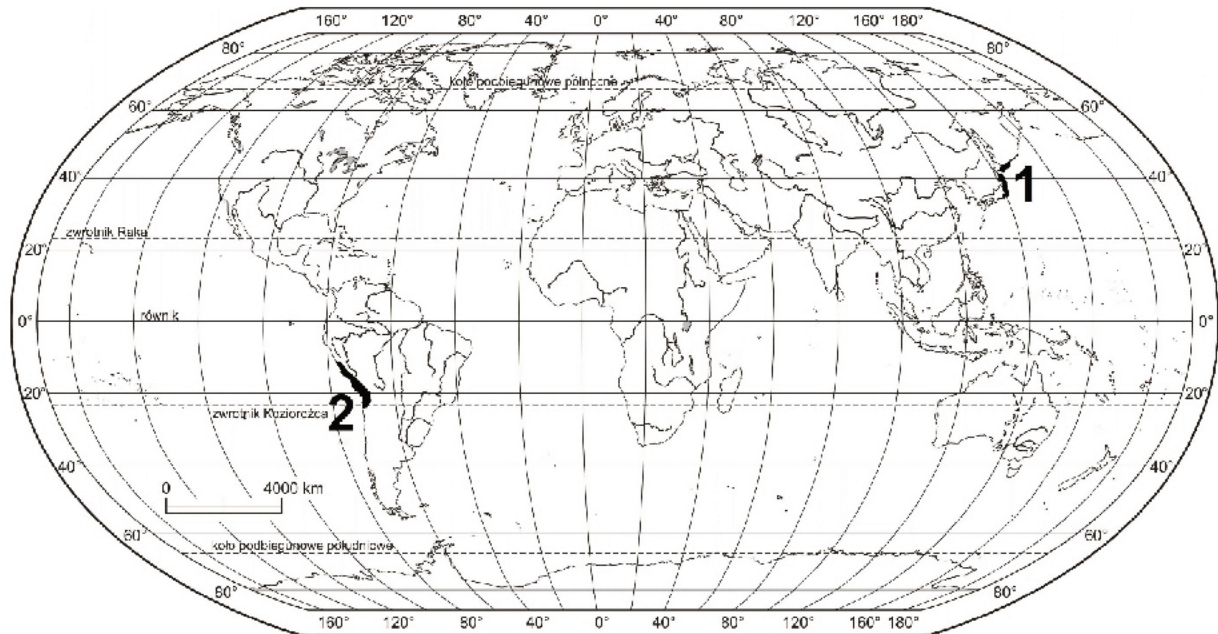 160° 120° 80° 40° 0° 40° 80° 120° 160° 180°
80° 80°
koło podbiegunowe północne
60° 60°
40° 40°
1
zwrotnik Raka
20° 20°
równik
0° 0°
20° 20°
zwrotnik Koziorożca
2
40° 40°
0 4000 km
koło podbiegunowe południowe
60° 60°
80° 80°
160° 120° 80° 40° 0° 40° 80° 120° 160° 180°